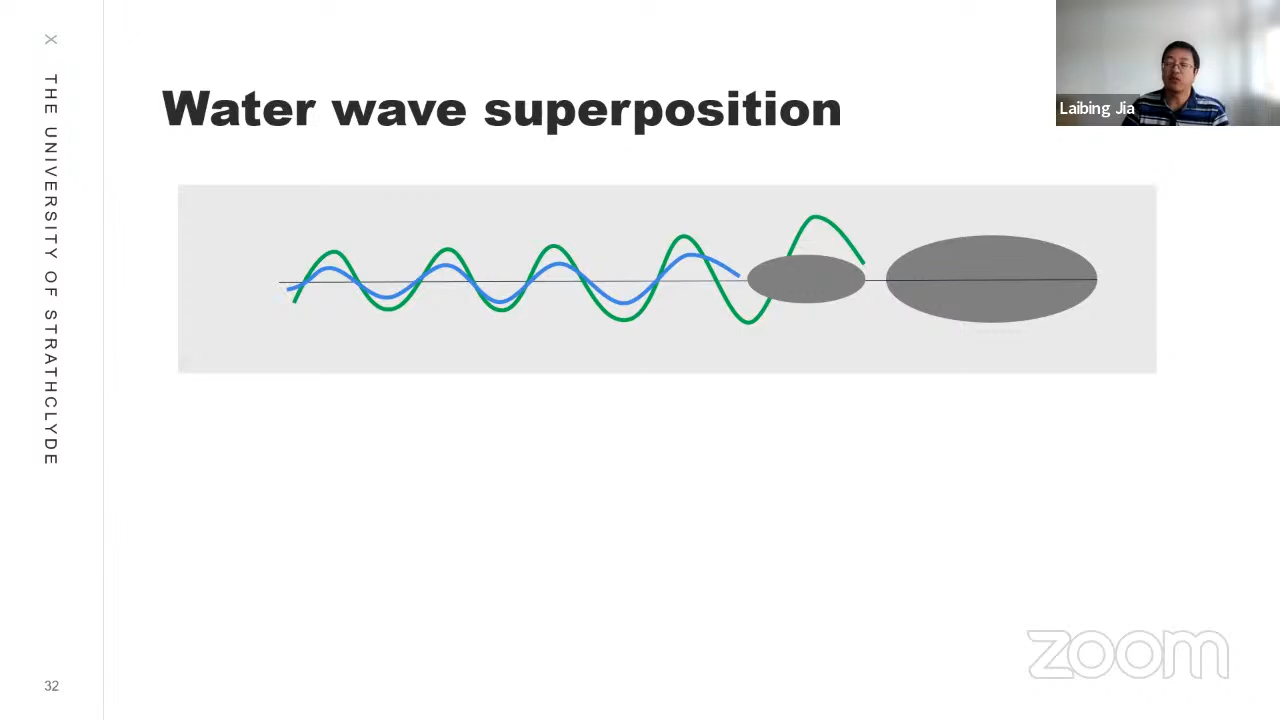 X THE UNIVERSITY OF STRATHCLYDE
Water wave superposition
Laibing Jia
32
zoom